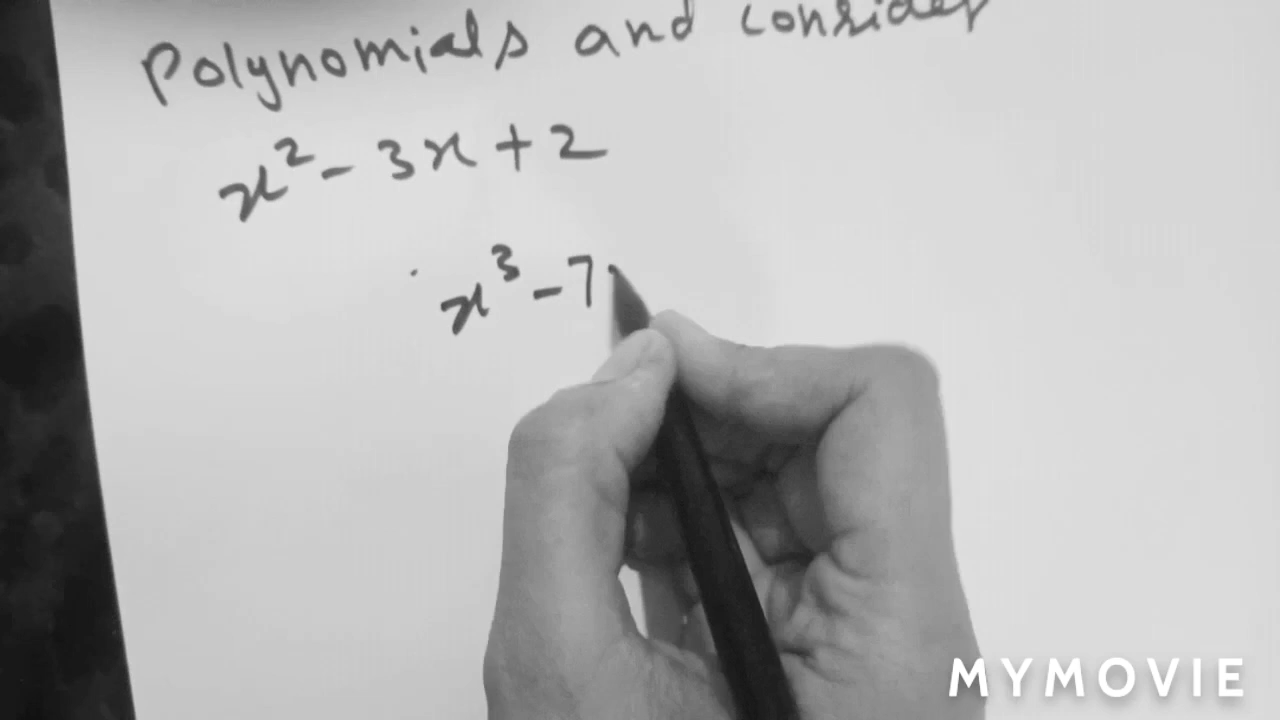 Polynomials and consider
x² - 3x + 2
x³ - 7
MYMOVIE